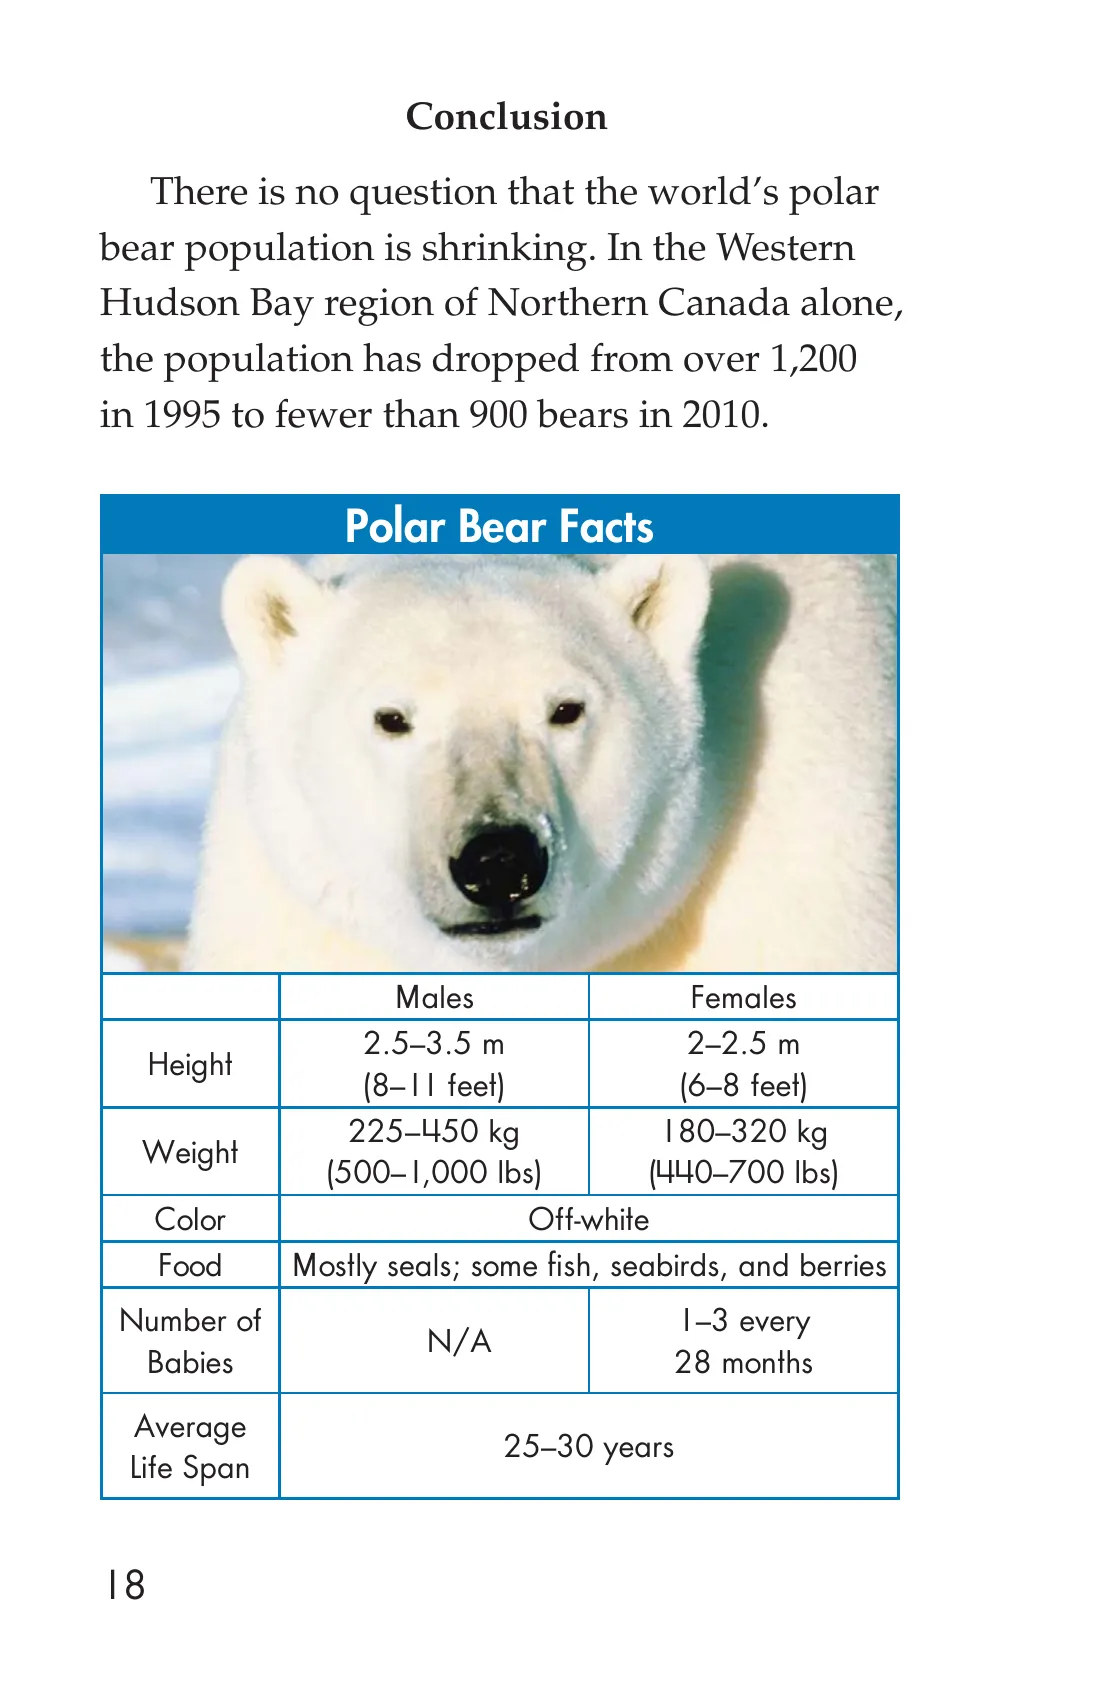 Conclusion
There is no question that the world’s polar
bear population is shrinking. In the Western
Hudson Bay region of Northern Canada alone,
the population has dropped from over 1,200
in 1995 to fewer than 900 bears in 2010.
Polar Bear Facts
Males Females
Height 2.5–3.5 m 2–2.5 m
(8–11 feet) (6–8 feet)
Weight 225–450 kg 180–320 kg
(500–1,000 lbs) (440–700 lbs)
Color Off-white
Food Mostly seals; some fish, seabirds, and berries
Number of N/A 1–3 every
Babies 28 months
Average
Life Span 25–30 years
18